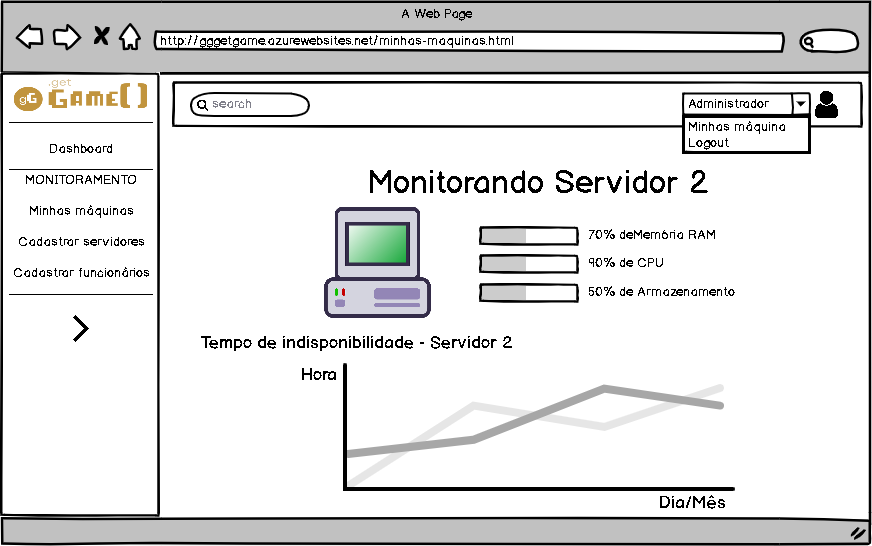 A Web Page
http://gggetgame.azurewebsites.net/minhas-maquinas.html
.get
gG GAME[]
search
Administrador
Minhas máquina
Logout
Dashboard
MONITORAMENTO
Minhas máquinas
Cadastrar servidores
Cadastrar funcionários
Monitorando Servidor 2
70% deMemória RAM
90% de CPU
50% de Armazenamento
Tempo de indisponibilidade - Servidor 2
Hora
Dia/Mês